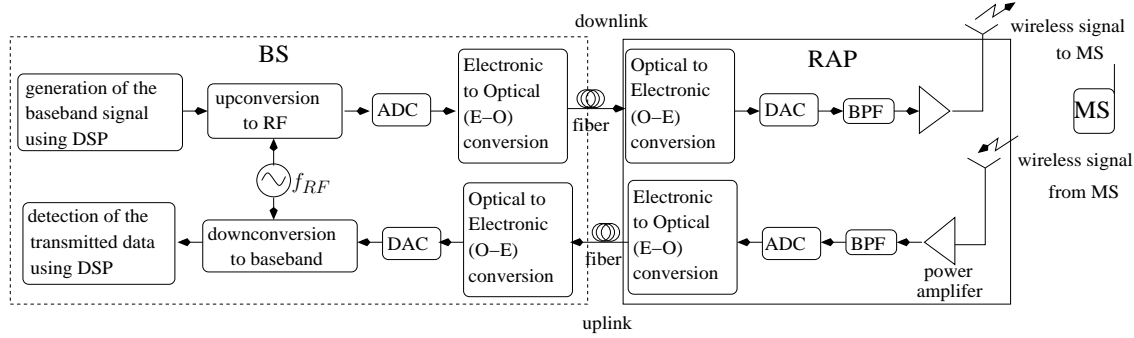 downlink
BS
generation of the
baseband signal
using DSP
upconversion
to RF
ADC
Electronic
to Optical
(E–O)
conversion
fiber
RAP
Optical to
Electronic
(O–E)
conversion
DAC
BPF
wireless signal
to MS
MS
f_RF
detection of the
transmitted data
using DSP
downconversion
to baseband
DAC
Optical to
Electronic
(O–E)
conversion
fiber
Electronic
to Optical
(E–O)
conversion
ADC
BPF
power
amplifer
wireless signal
from MS
uplink